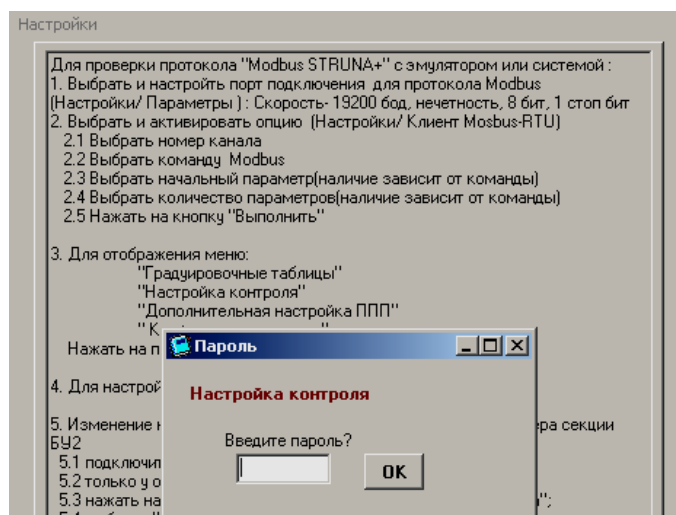 Настройки
Для проверки протокола "Modbus STRUNA+" с эмулятором или системой :
1. Выбрать и настройть порт подключения для протокола Modbus
(Настройки/ Параметры ) : Скорость- 19200 бод, нечетность, 8 бит, 1 стоп бит
2. Выбрать и активировать опцию (Настройки/ Клиент Mosbus-RTU)
2.1 Выбрать номер канала
2.2 Выбрать команду Modbus
2.3 Выбрать начальный параметр(наличие зависит от команды)
2.4 Выбрать количество параметров(наличие зависит от команды)
2.5 Нажать на кнопку "Выполнить"
3. Для отображения меню:
"Градуировочные таблицы"
"Настройка контроля"
"Дополнительная настройка ППП"
Нажать на
Пароль
4. Для
Настройка контроля
5. Изменение
секции
БУ2
Введите пароль?
5.1
5.2 только у
OK
5.3 нажать на